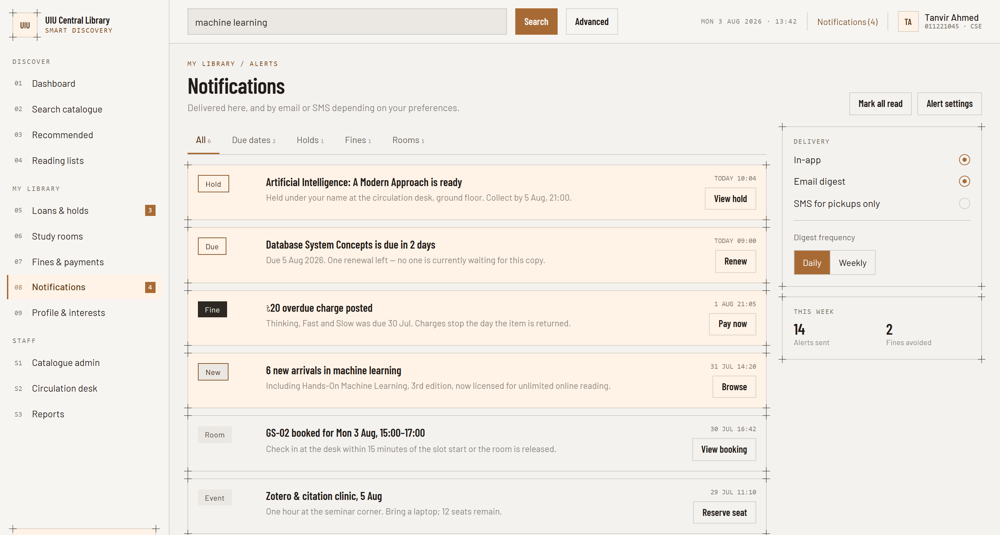 UIU
UIU Central Library
SMART DISCOVERY
DISCOVER
01 Dashboard
02 Search catalogue
03 Recommended
04 Reading lists
MY LIBRARY
05 Loans & holds 3
06 Study rooms
07 Fines & payments
08 Notifications 4
09 Profile & interests
STAFF
S1 Catalogue admin
S2 Circulation desk
S3 Reports
machine learning
Search
Advanced
MON 3 AUG 2026 · 13:42
Notifications (4)
TA
Tanvir Ahmed
011221045 · CSE
MY LIBRARY / ALERTS
Notifications
Delivered here, and by email or SMS depending on your preferences.
Mark all read
Alert settings
All 6
Due dates 2
Holds 1
Fines 1
Rooms 1
Hold
Artificial Intelligence: A Modern Approach is ready
Held under your name at the circulation desk, ground floor. Collect by 5 Aug, 21:00.
TODAY 10:04
View hold
Due
Database System Concepts is due in 2 days
Due 5 Aug 2026. One renewal left — no one is currently waiting for this copy.
TODAY 09:00
Renew
Fine
৳20 overdue charge posted
Thinking, Fast and Slow was due 30 Jul. Charges stop the day the item is returned.
1 AUG 21:05
Pay now
New
6 new arrivals in machine learning
Including Hands-On Machine Learning, 3rd edition, now licensed for unlimited online reading.
31 JUL 14:20
Browse
Room
GS-02 booked for Mon 3 Aug, 15:00–17:00
Check in at the desk within 15 minutes of the slot start or the room is released.
30 JUL 16:42
View booking
Event
Zotero & citation clinic, 5 Aug
One hour at the seminar corner. Bring a laptop; 12 seats remain.
29 JUL 11:10
Reserve seat
DELIVERY
In-app
Email digest
SMS for pickups only
Digest frequency
Daily
Weekly
THIS WEEK
14
Alerts sent
2
Fines avoided